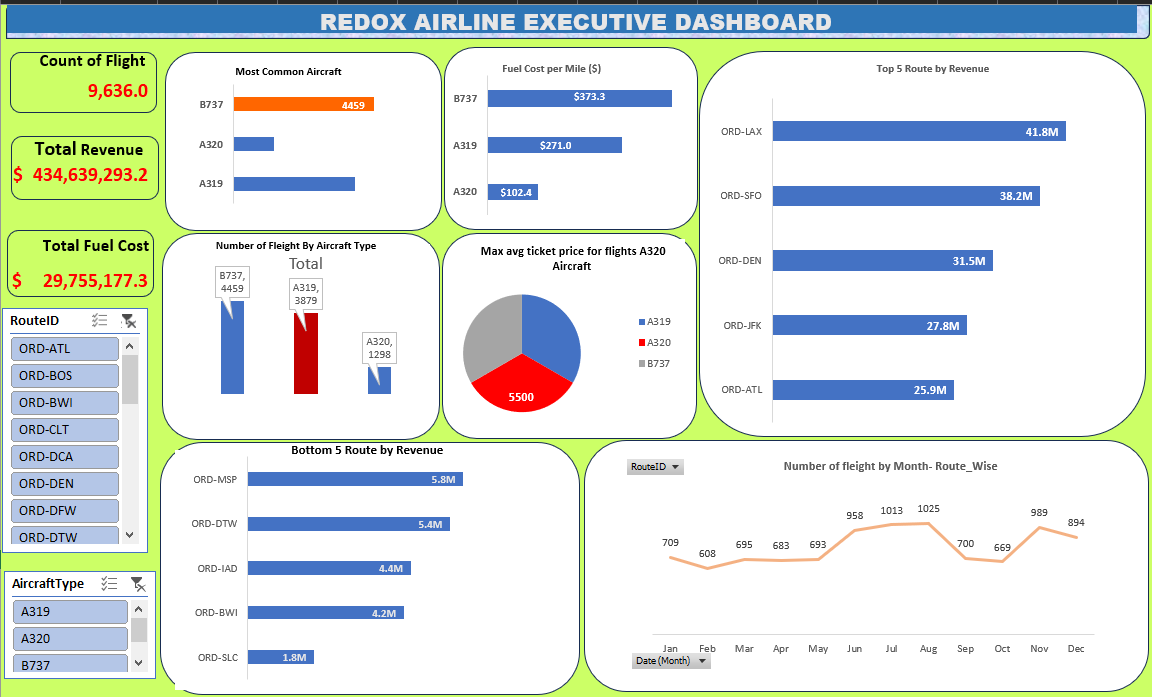 REDOX AIRLINE EXECUTIVE DASHBOARD
Count of Flight
9,636.0
Total Revenue
$ 434,639,293.2
Total Fuel Cost
$ 29,755,177.3
RouteID
ORD-ATL
ORD-BOS
ORD-BWI
ORD-CLT
ORD-DCA
ORD-DEN
ORD-DFW
ORD-DTW
AircraftType
A319
A320
B737
Most Common Aircraft
B737
4459
A320
A319
Fuel Cost per Mile ($)
B737
$373.3
A319
$271.0
A320
$102.4
Top 5 Route by Revenue
ORD-LAX
41.8M
ORD-SFO
38.2M
ORD-DEN
31.5M
ORD-JFK
27.8M
ORD-ATL
25.9M
Number of Fleight By Aircraft Type
Total
B737,
4459
A319,
3879
A320,
1298
Max avg ticket price for flights A320
Aircraft
5500
A319
A320
B737
Bottom 5 Route by Revenue
ORD-MSP
5.8M
ORD-DTW
5.4M
ORD-IAD
4.4M
ORD-BWI
4.2M
ORD-SLC
1.8M
RouteID
Number of fleight by Month- Route_Wise
709 608 695 683 693 958 1013 1025 700 669 989 894
Jan Feb Mar Apr May Jun Jul Aug Sep Oct Nov Dec
Date (Month)